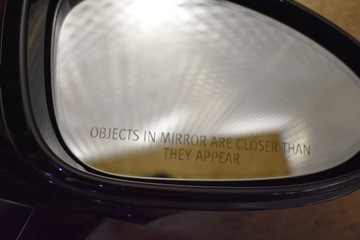 OBJECTS IN MIRROR ARE CLOSER THAN
THEY APPEAR